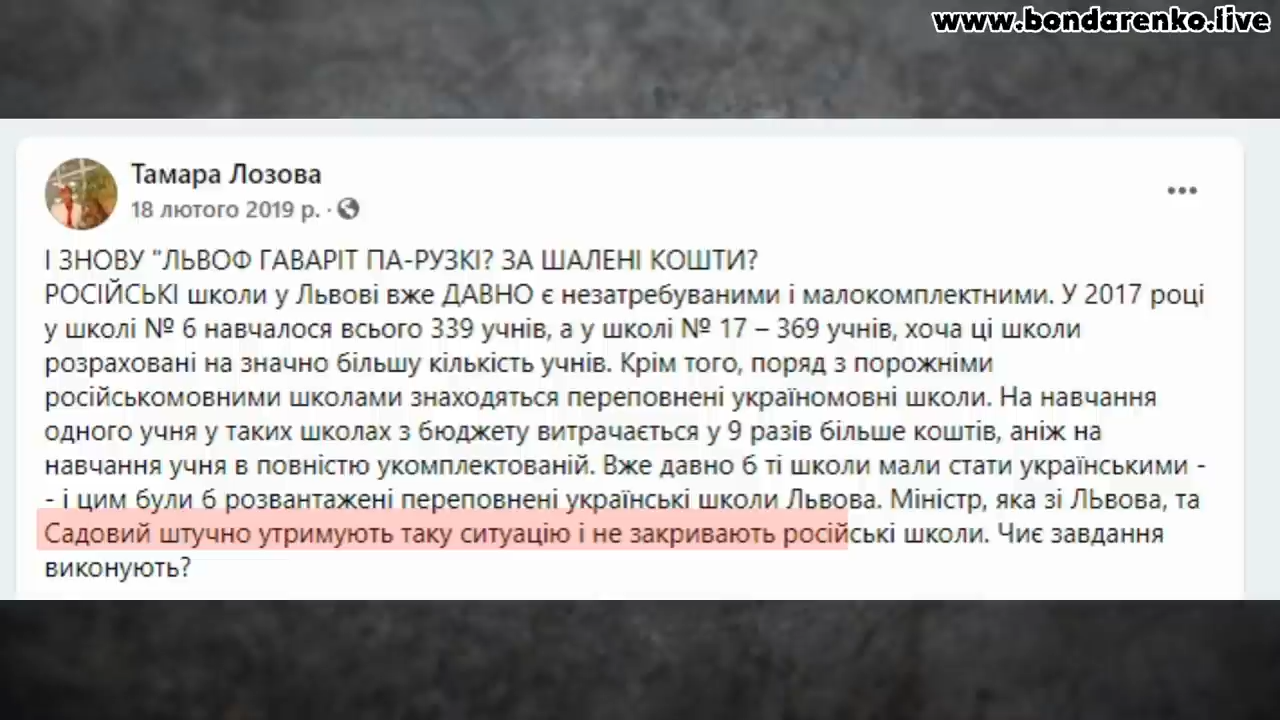 www.bondarenko.live
Тамара Лозова
18 лютого 2019 р. ·
І ЗНОВУ "ЛЬВОФ ГАВАРІТ ПА-РУЗКІ? ЗА ШАЛЕНІ КОШТИ?
РОСІЙСЬКІ школи у Львові вже ДАВНО є незатребуваними і малокомплектними. У 2017 році
у школі № 6 навчалося всього 339 учнів, а у школі № 17 – 369 учнів, хоча ці школи
розраховані на значно більшу кількість учнів. Крім того, поряд з порожніми
російськомовними школами знаходяться переповнені україномовні школи. На навчання
одного учня у таких школах з бюджету витрачається у 9 разів більше коштів, аніж на
навчання учня в повністю укомплектованій. Вже давно б ті школи мали стати українськими -
- і цим були б розвантажені переповнені українські школи Львова. Міністр, яка зі ЛЬвова, та
Садовий штучно утримують таку ситуацію і не закривають російські школи. Чиє завдання
виконують?